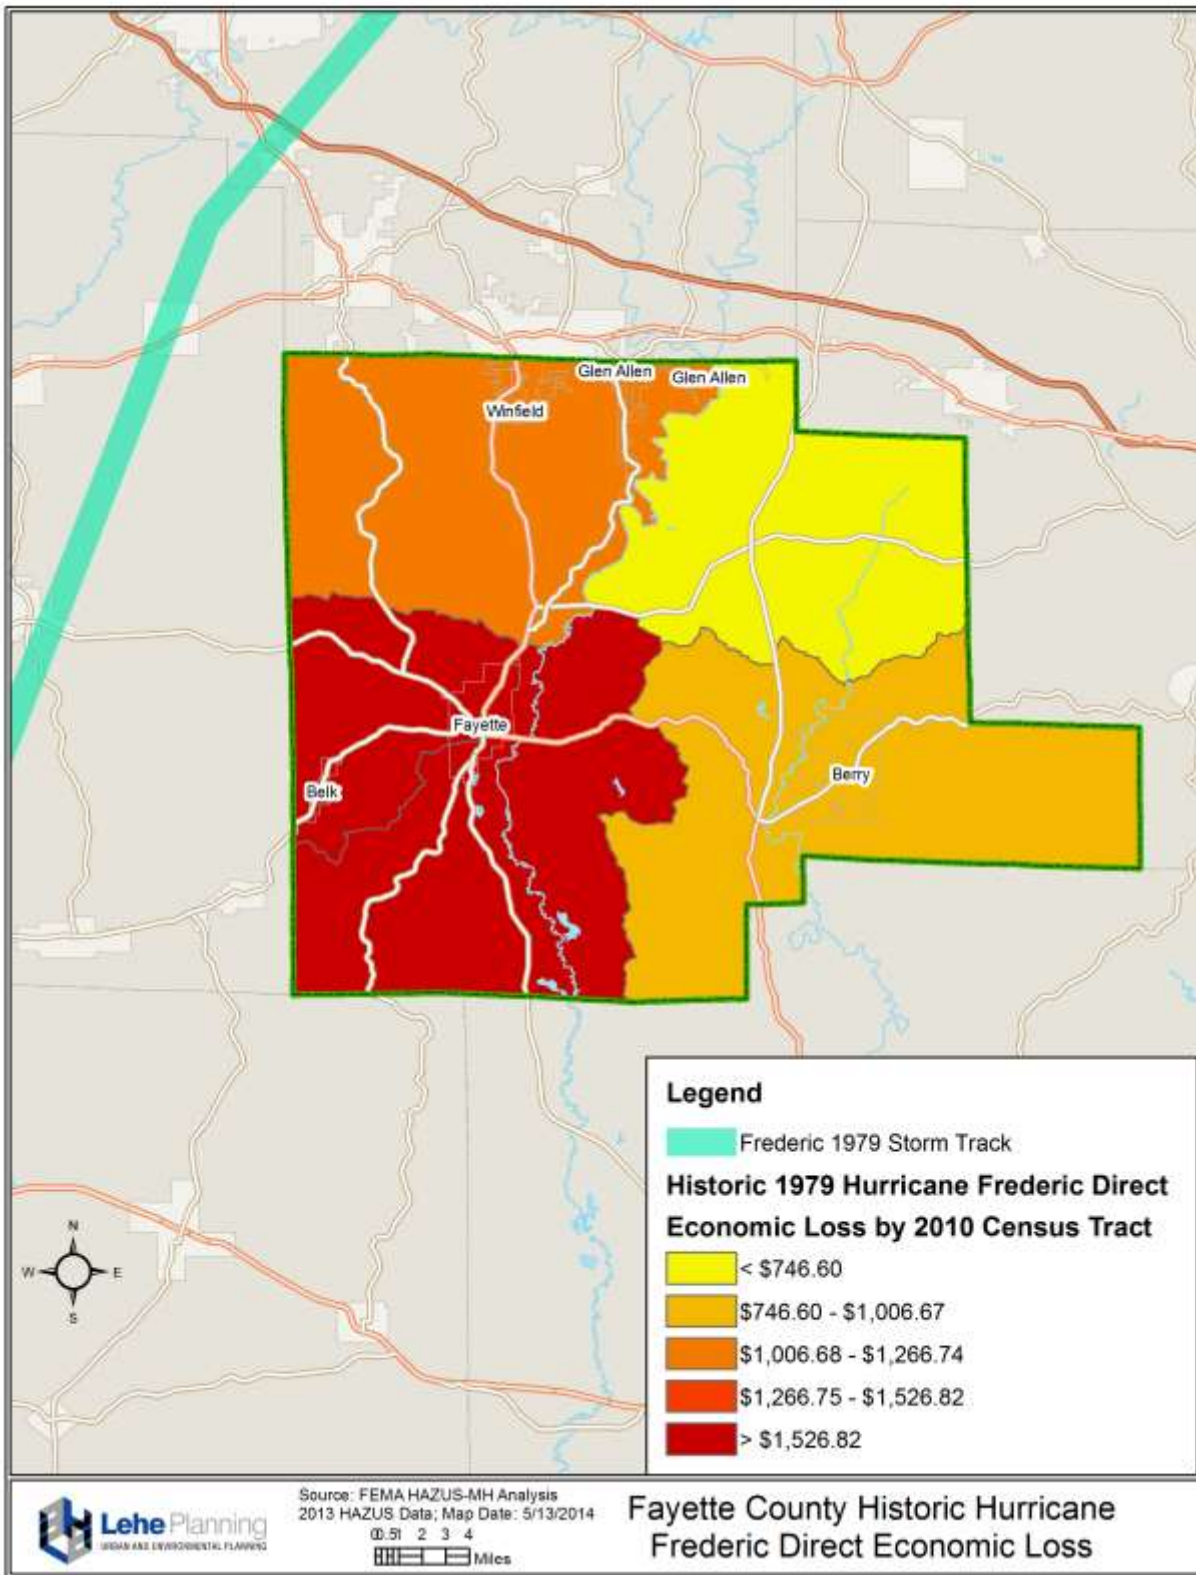 Glen Allen
Glen Allen
Winfield
Fayette
Belk
Berry
Legend
Frederic 1979 Storm Track
Historic 1979 Hurricane Frederic Direct
Economic Loss by 2010 Census Tract
< $746.60
$746.60 - $1,006.67
$1,006.68 - $1,266.74
$1,266.75 - $1,526.82
> $1,526.82
N
W E
S
Lehe Planning
URBAN AND ENVIRONMENTAL PLANNING
Source: FEMA HAZUS-MH Analysis
2013 HAZUS Data; Map Date: 5/13/2014
0 0.5 1 2 3 4
Miles
Fayette County Historic Hurricane
Frederic Direct Economic Loss